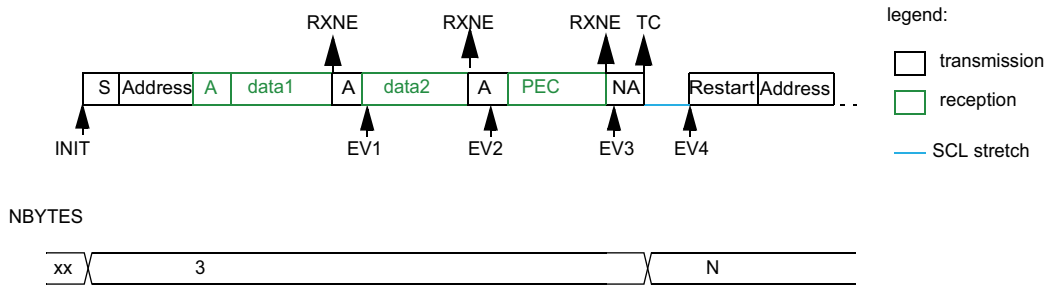 legend:
RXNE RXNE RXNE TC
transmission
S Address A data1 A data2 A PEC NA Restart Address
reception
INIT EV1 EV2 EV3 EV4
SCL stretch
NBYTES
xx 3 N